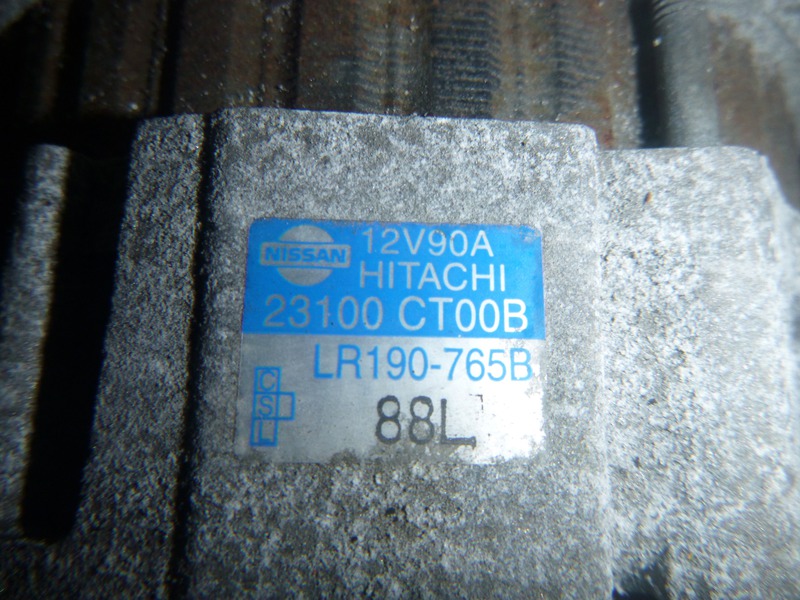 NISSAN
12V90A
HITACHI
23100 CT00B
LR190-765B
C
S
L
88L